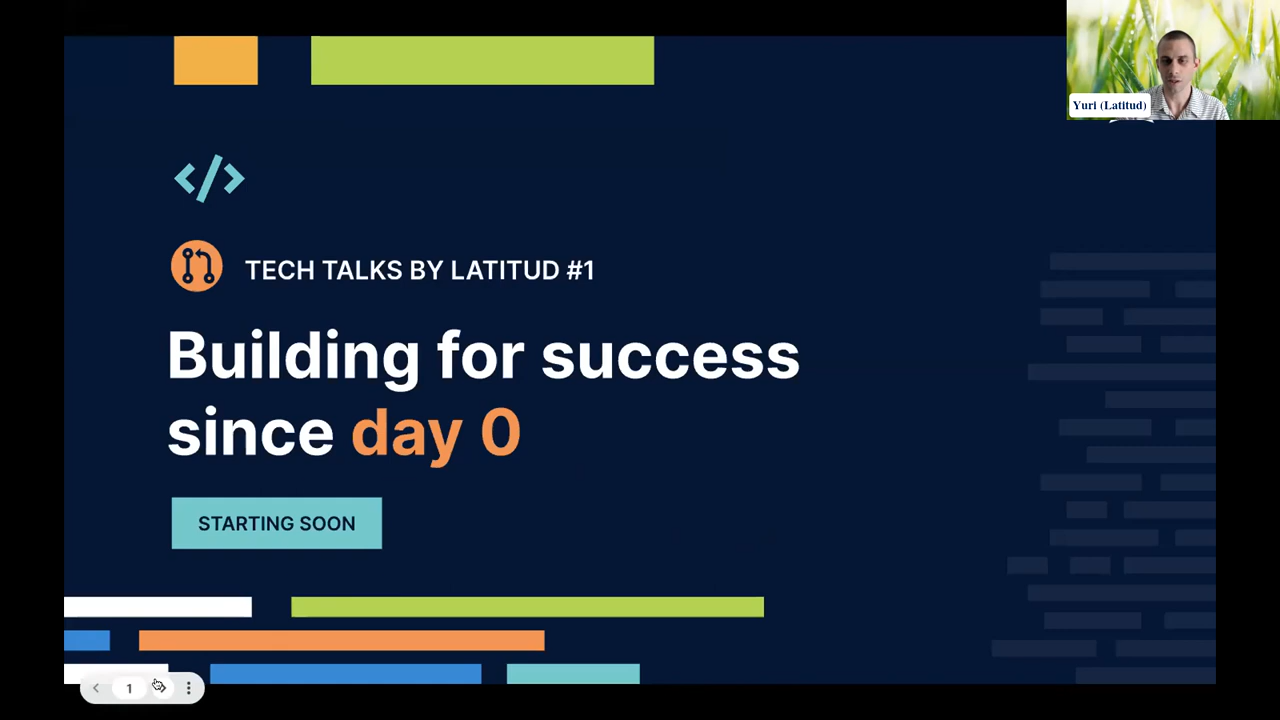 Yuri (Latitud)
</>
TECH TALKS BY LATITUD #1
Building for success
since day 0
STARTING SOON
1